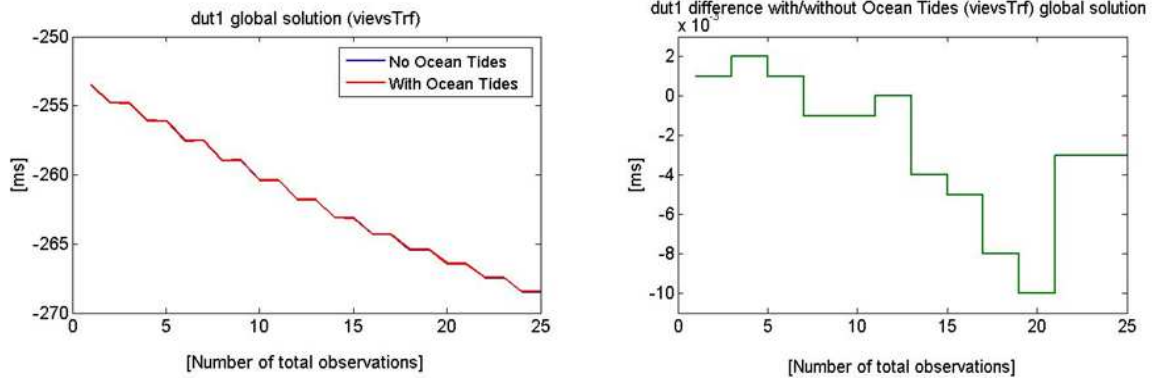 dut1 global solution (vievsTrf)
-250
-255
-260
-265
-270
[ms]
No Ocean Tides
With Ocean Tides
0 5 10 15 20 25
[Number of total observations]
dut1 difference with/without Ocean Tides (vievsTrf) global solution
x 10⁻³
2
0
-2
-4
-6
-8
-10
[ms]
0 5 10 15 20 25
[Number of total observations]